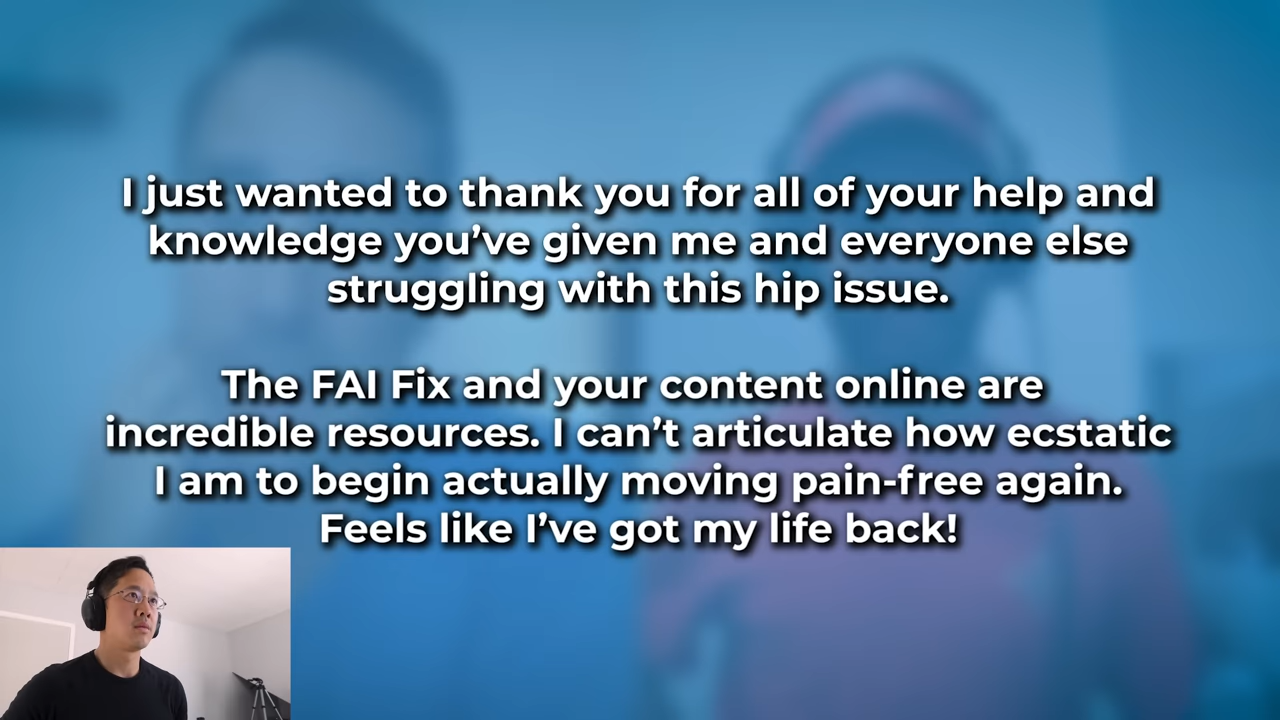 I just wanted to thank you for all of your help and
knowledge you’ve given me and everyone else
struggling with this hip issue.
The FAI Fix and your content online are
incredible resources. I can’t articulate how ecstatic
I am to begin actually moving pain-free again.
Feels like I’ve got my life back!